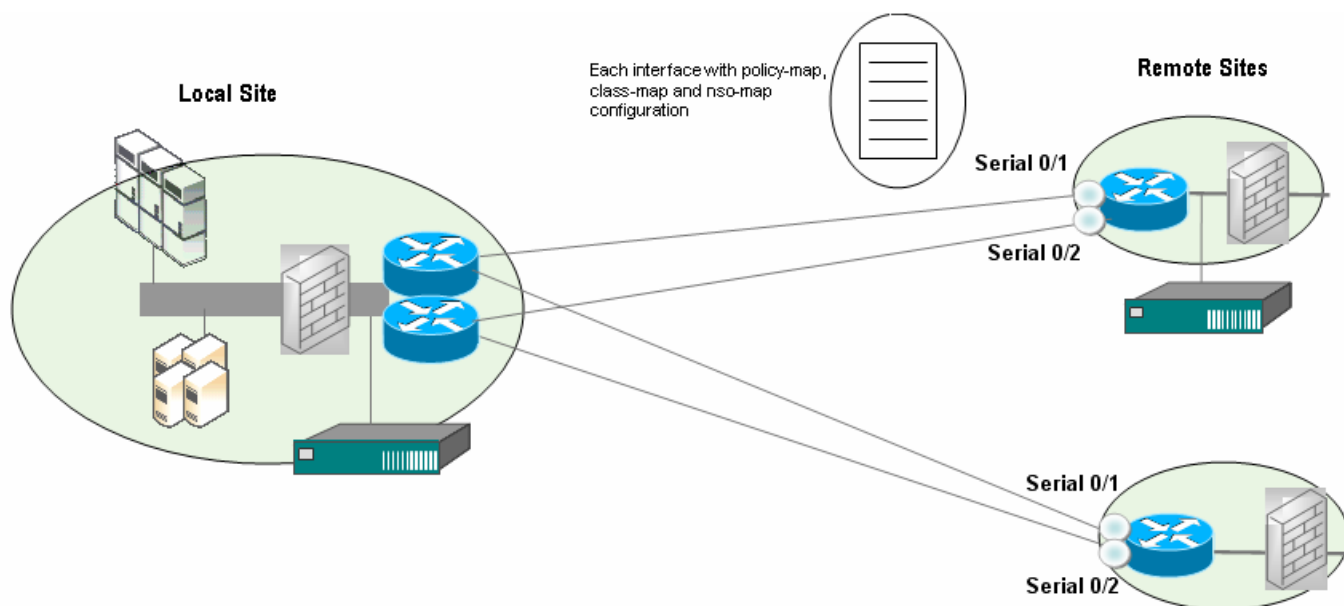 Local Site
Each interface with policy-map,
class-map and nso-map
configuration
Remote Sites
Serial 0/1
Serial 0/2
Serial 0/1
Serial 0/2